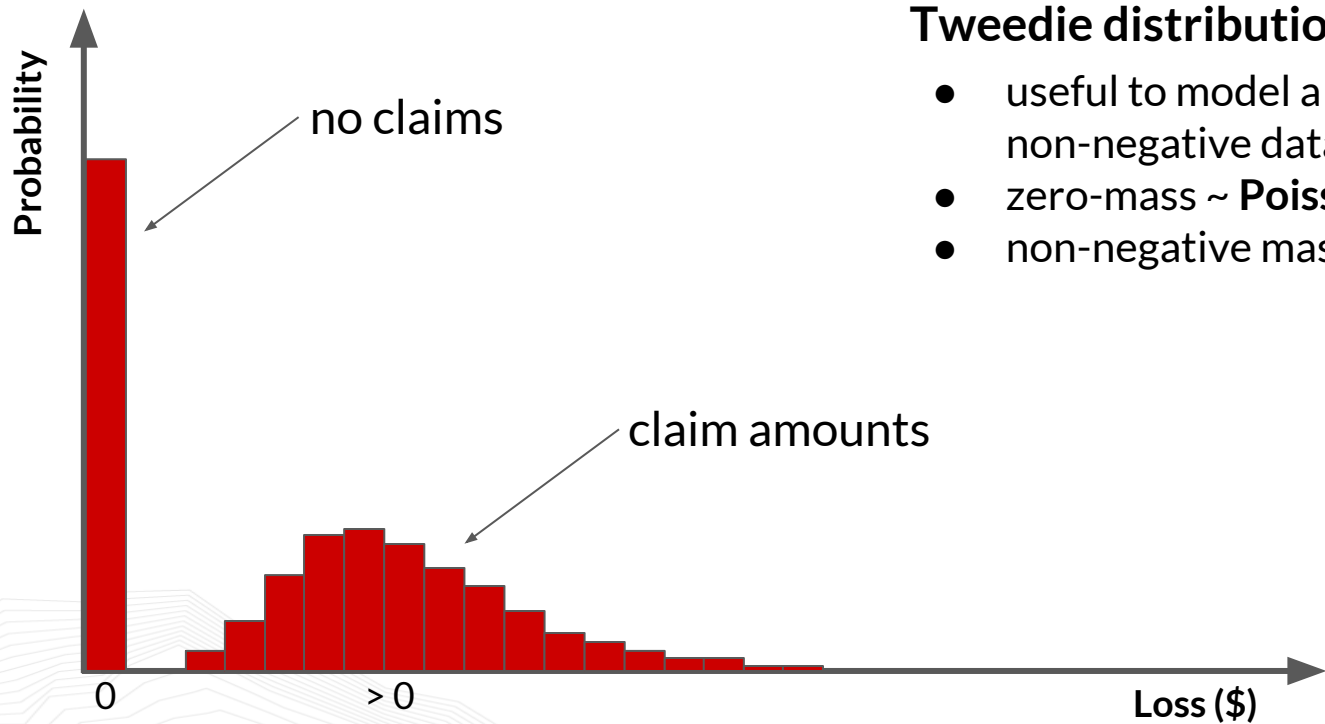 Tweedie distributio
● useful to model a
non-negative data
● zero-mass ~ Poiss
● non-negative mas
Probability
no claims
claim amounts
0
> 0
Loss ($)